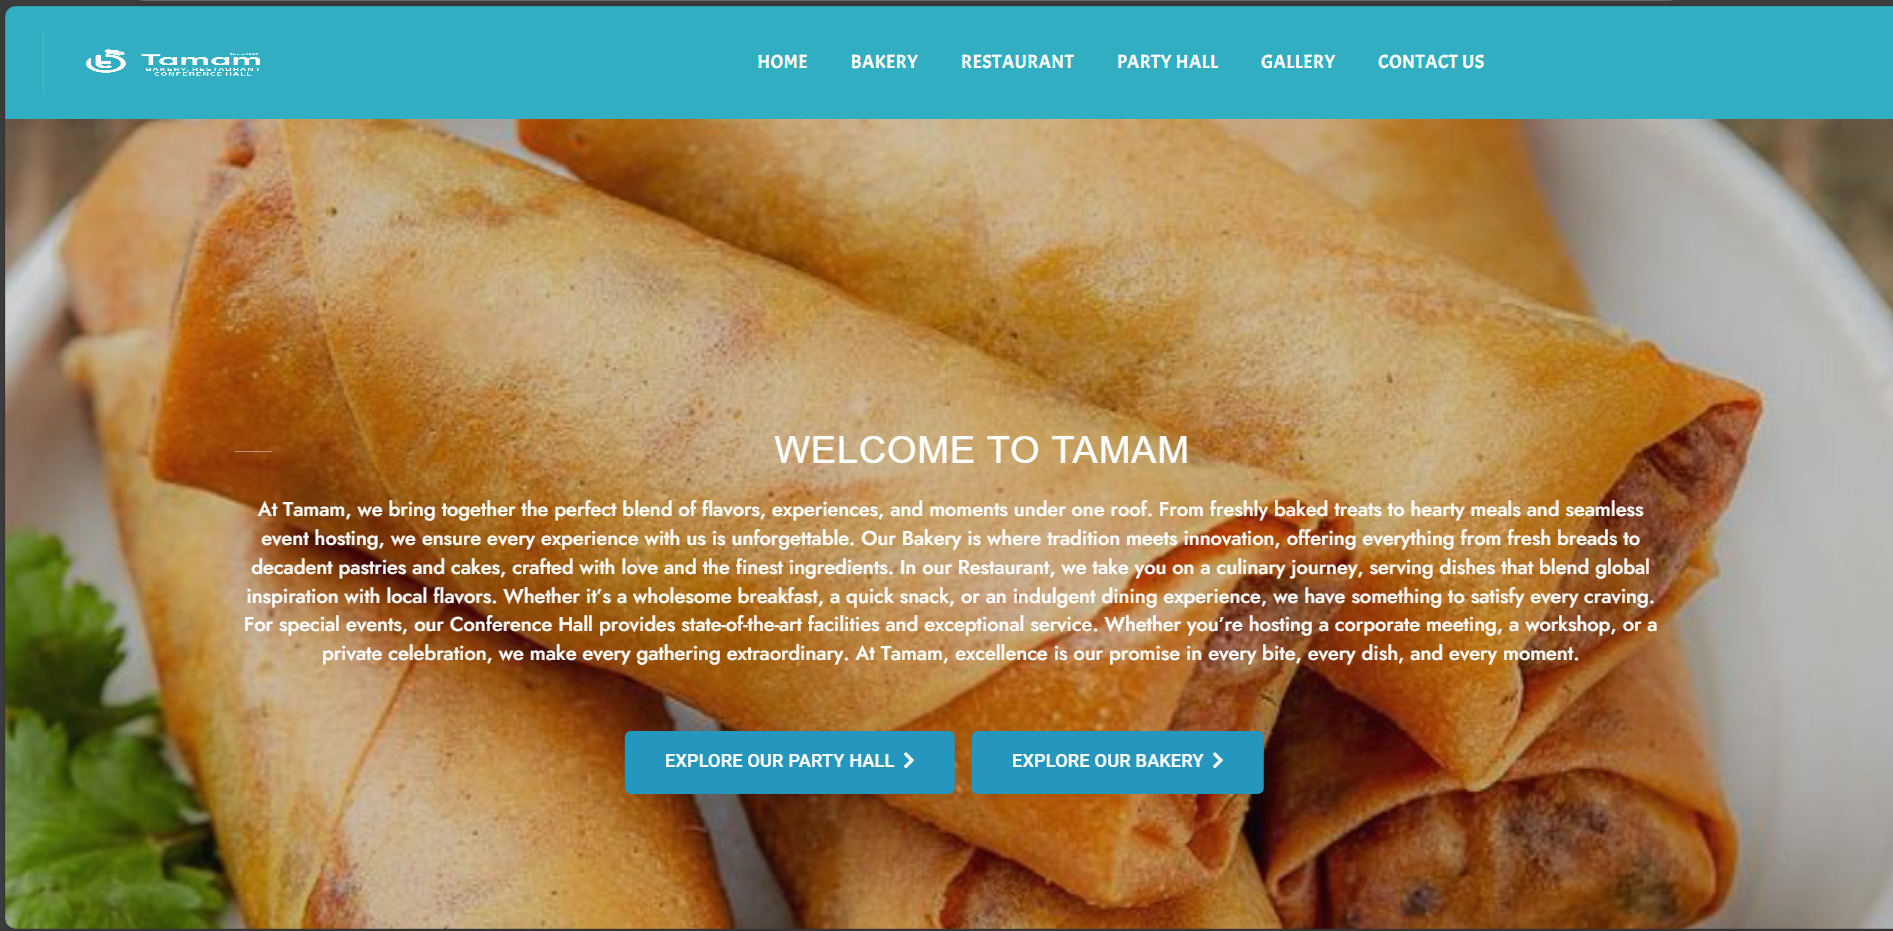 Tamam
BAKERY, RESTAURANT
CONFERENCE HALL
HOME BAKERY RESTAURANT PARTY HALL GALLERY CONTACT US
WELCOME TO TAMAM
At Tamam, we bring together the perfect blend of flavors, experiences, and moments under one roof. From freshly baked treats to hearty meals and seamless
event hosting, we ensure every experience with us is unforgettable. Our Bakery is where tradition meets innovation, offering everything from fresh breads to
decadent pastries and cakes, crafted with love and the finest ingredients. In our Restaurant, we take you on a culinary journey, serving dishes that blend global
inspiration with local flavors. Whether it’s a wholesome breakfast, a quick snack, or an indulgent dining experience, we have something to satisfy every craving.
For special events, our Conference Hall provides state-of-the-art facilities and exceptional service. Whether you’re hosting a corporate meeting, a workshop, or a
private celebration, we make every gathering extraordinary. At Tamam, excellence is our promise in every bite, every dish, and every moment.
EXPLORE OUR PARTY HALL
EXPLORE OUR BAKERY